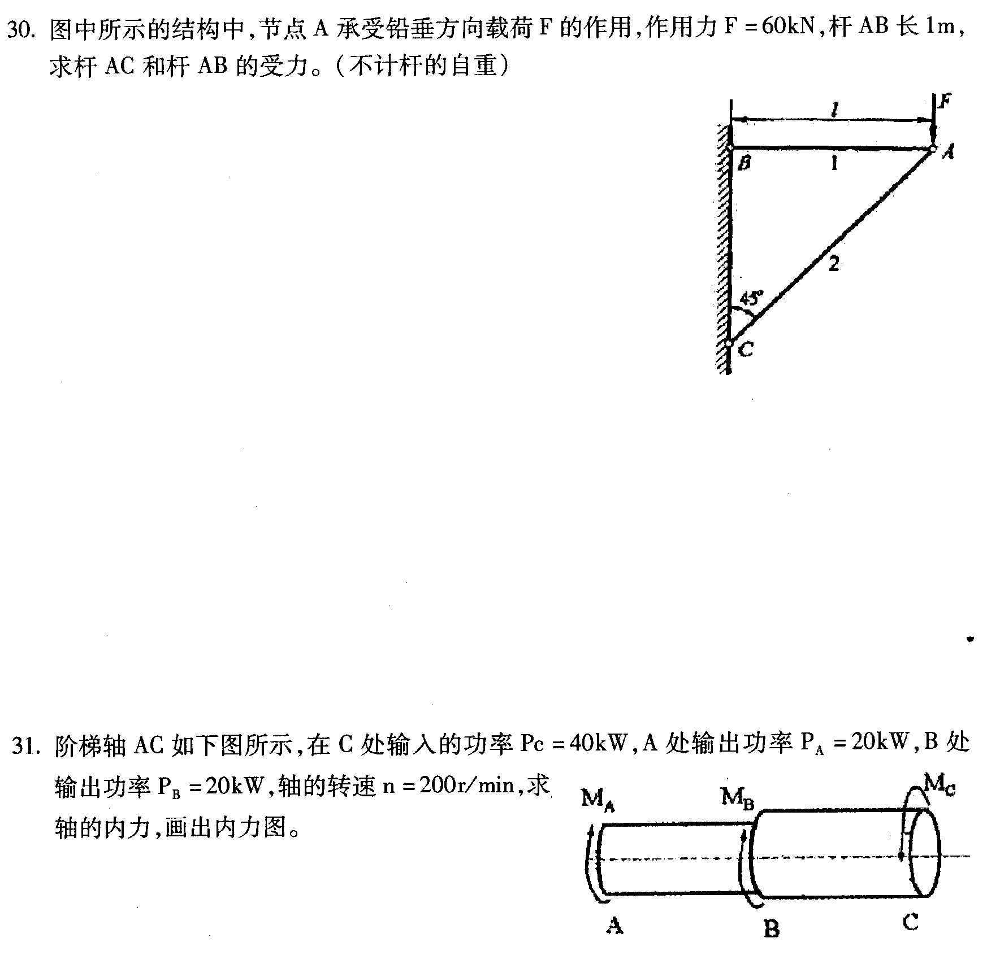 30. 图中所示的结构中,节点 A 承受铅垂方向载荷 F 的作用,作用力 F =60kN,杆 AB 长 1m,
求杆 AC 和杆 AB 的受力。(不计杆的自重)
l
F
B
1
A
2
45°
C
31. 阶梯轴 AC 如下图所示,在 C 处输入的功率 Pc =40kW,A 处输出功率 P_A =20kW,B 处
输出功率 P_B =20kW,轴的转速 n =200r/min,求
轴的内力,画出内力图。
M_A
M_B
M_C
A
B
C